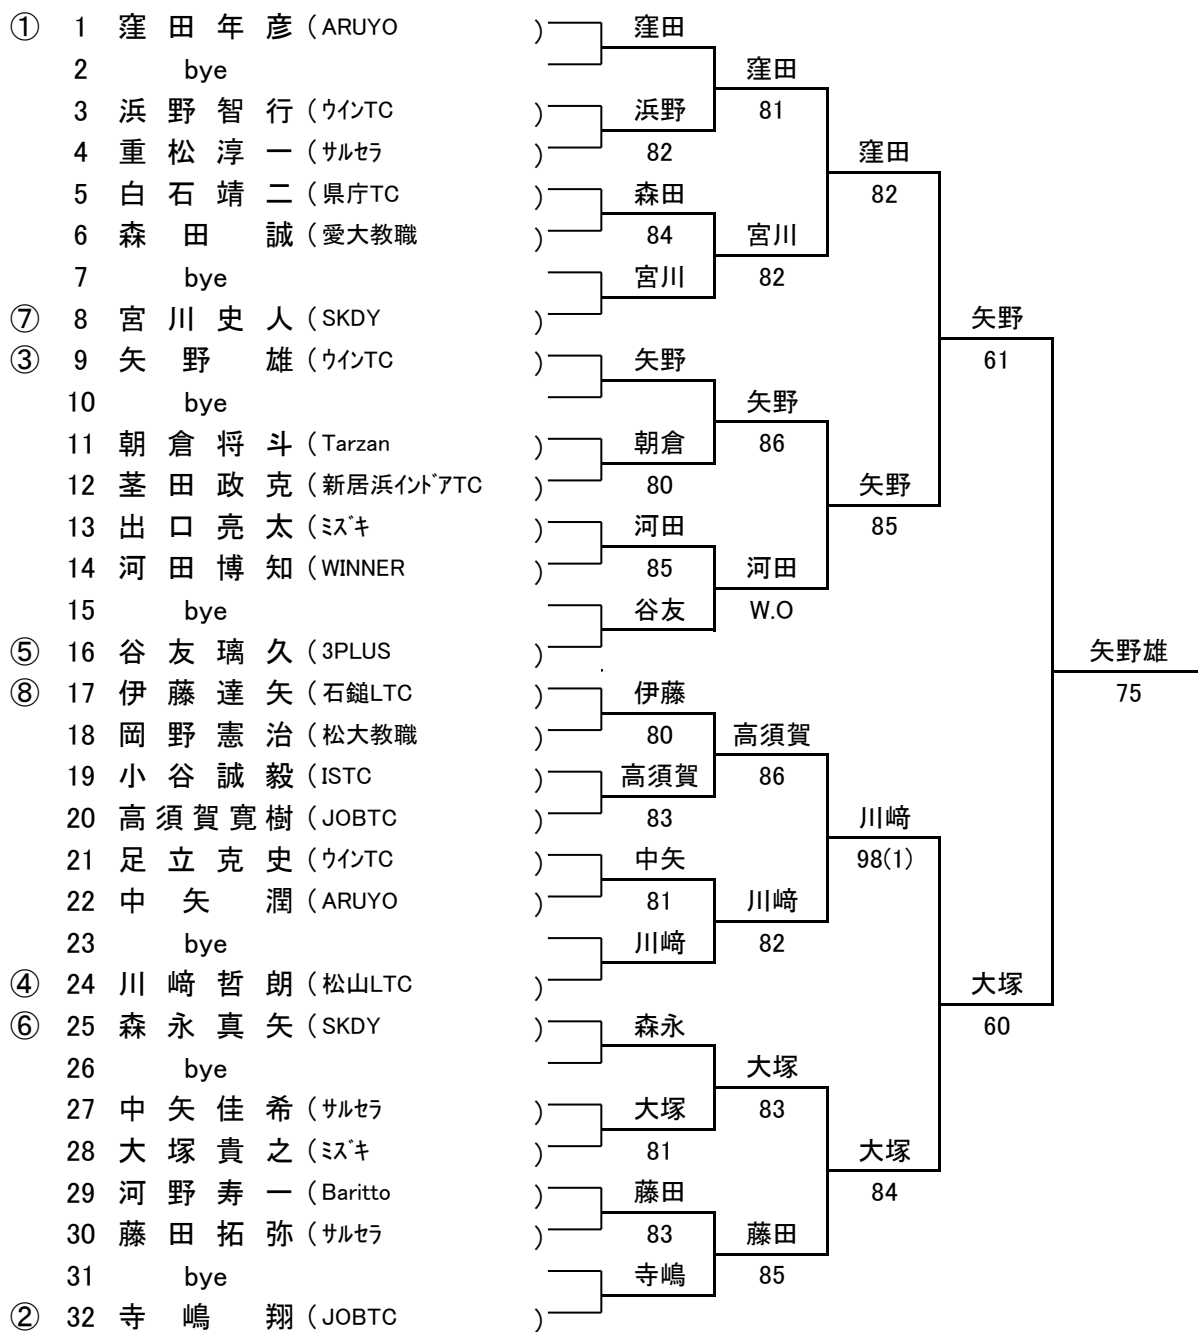 ① 1 窪田年彦(ARUYO ) 窪田
2 bye 窪田
3 浜野智行(ウインTC ) 浜野 81
4 重松淳一(サルセラ ) 82 窪田
5 白石靖二(県庁TC ) 森田 82
6 森田誠(愛大教職 ) 84 宮川
7 bye 宮川 82
⑦ 8 宮川史人(SKDY ) 矢野
③ 9 矢野雄(ウインTC ) 矢野 61
10 bye 矢野
11 朝倉将斗(Tarzan ) 朝倉 86
12 茎田政克(新居浜インドアTC ) 80 矢野
13 出口亮太(ミズキ ) 河田 85
14 河田博知(WINNER ) 85 河田
15 bye 谷友 W.O
⑤ 16 谷友璃久(3PLUS ) 矢野雄
⑧ 17 伊藤達矢(石鎚LTC ) 伊藤 75
18 岡野憲治(松大教職 ) 80 高須賀
19 小谷誠毅(ISTC ) 高須賀 86
20 高須賀寛樹(JOBTC ) 83 川﨑
21 足立克史(ウインTC ) 中矢 98(1)
22 中矢潤(ARUYO ) 81 川﨑
23 bye 川﨑 82
④ 24 川﨑哲朗(松山LTC ) 大塚
⑥ 25 森永真矢(SKDY ) 森永 60
26 bye 大塚
27 中矢佳希(サルセラ ) 大塚 83
28 大塚貴之(ミズキ ) 81 大塚
29 河野寿一(Baritto ) 藤田 84
30 藤田拓弥(サルセラ ) 83 藤田
31 bye 寺嶋 85
② 32 寺嶋翔(JOBTC )